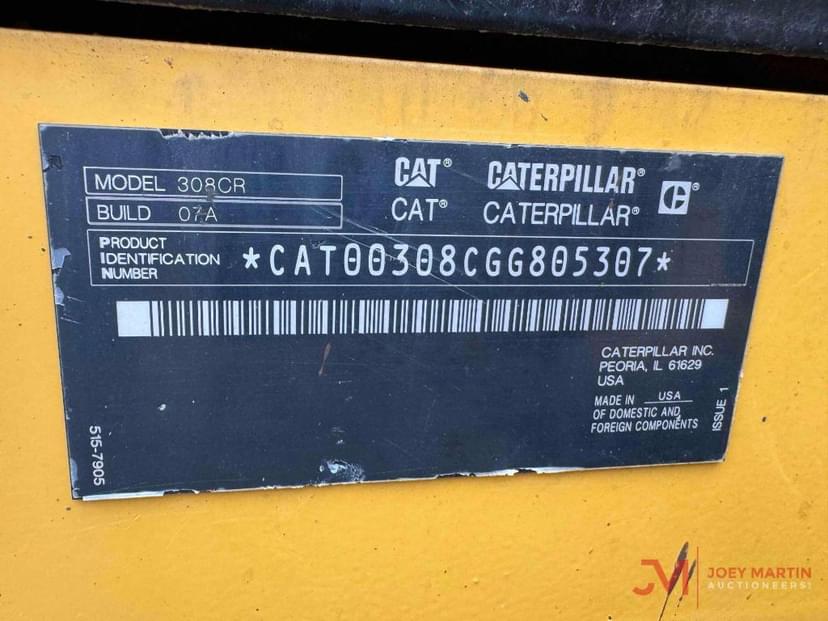 MODEL 308CR
BUILD 07A
CAT® CATERPILLAR®
CAT® CATERPILLAR®
PRODUCT
IDENTIFICATION
NUMBER
*CAT00308CGG805307*
CATERPILLAR INC.
PEORIA, IL 61629
USA
MADE IN USA
OF DOMESTIC AND
FOREIGN COMPONENTS
ISSUE 1
515-7905
JM
JOEY MARTIN
AUCTIONEERS